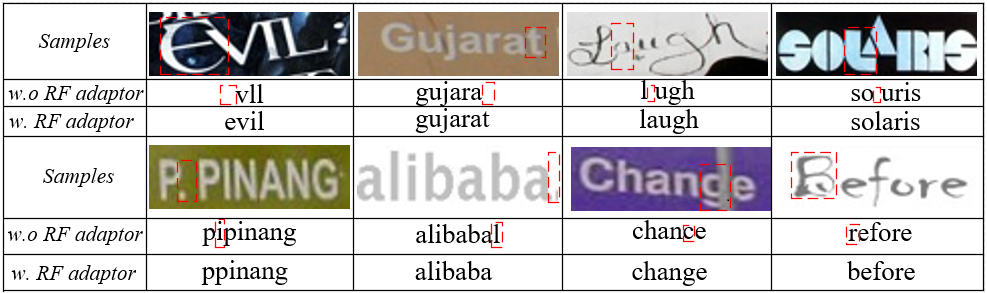 Samples EVIL Gujarat Laugh SOLARIS
w.o RF adaptor vll gujara lugh souris
w. RF adaptor evil gujarat laugh solaris
Samples P. PINANG alibaba Change Before
w.o RF adaptor pipinang alibabal chance refore
w. RF adaptor ppinang alibaba change before